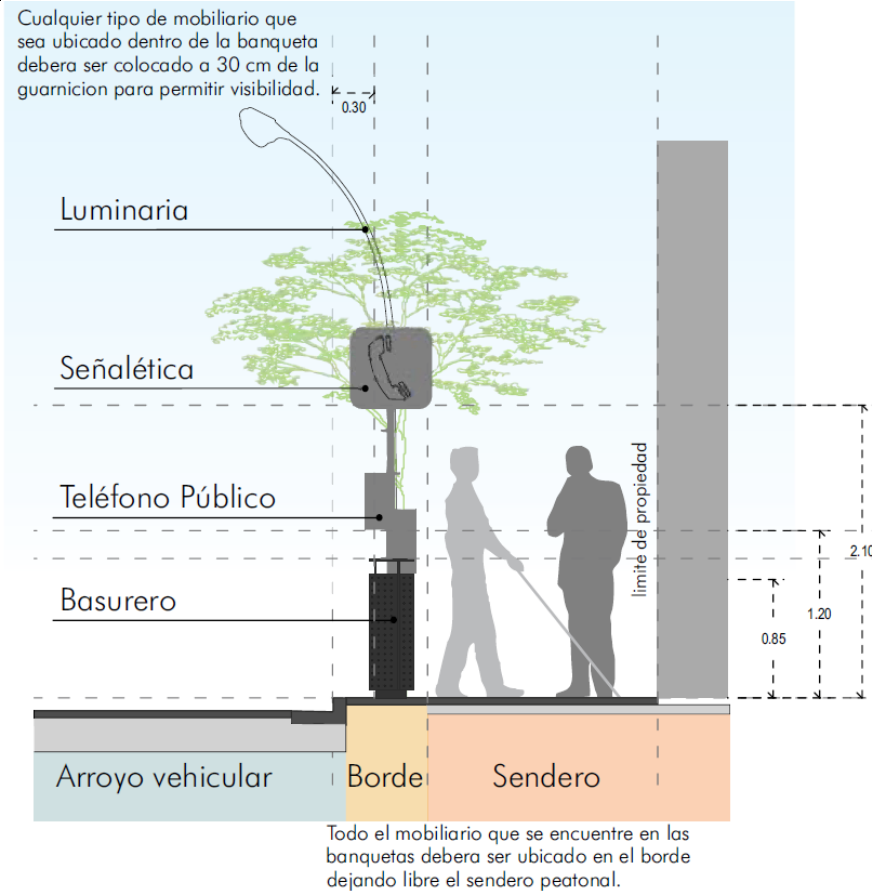 Cualquier tipo de mobiliario que
sea ubicado dentro de la banqueta
debera ser colocado a 30 cm de la
guarnicion para permitir visibilidad.
0.30
Luminaria
Señalética
Teléfono Público
Basurero
limite de propiedad
2.10
1.20
0.85
Arroyo vehicular
Borde
Sendero
Todo el mobiliario que se encuentre en las
banquetas debera ser ubicado en el borde
dejando libre el sendero peatonal.